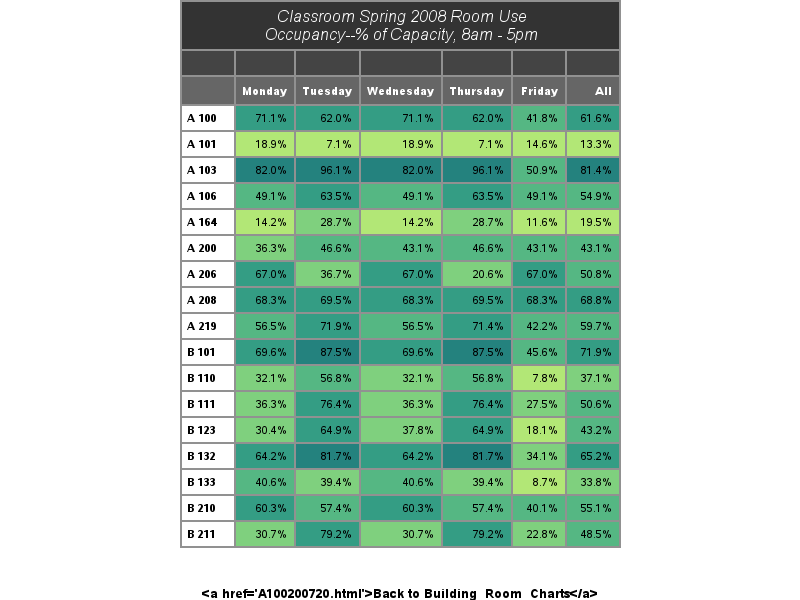 Classroom Spring 2008 Room Use
Occupancy--% of Capacity, 8am - 5pm
Monday Tuesday Wednesday Thursday Friday All
A 100 71.1% 62.0% 71.1% 62.0% 41.8% 61.6%
A 101 18.9% 7.1% 18.9% 7.1% 14.6% 13.3%
A 103 82.0% 96.1% 82.0% 96.1% 50.9% 81.4%
A 106 49.1% 63.5% 49.1% 63.5% 49.1% 54.9%
A 164 14.2% 28.7% 14.2% 28.7% 11.6% 19.5%
A 200 36.3% 46.6% 43.1% 46.6% 43.1% 43.1%
A 206 67.0% 36.7% 67.0% 20.6% 67.0% 50.8%
A 208 68.3% 69.5% 68.3% 69.5% 68.3% 68.8%
A 219 56.5% 71.9% 56.5% 71.4% 42.2% 59.7%
B 101 69.6% 87.5% 69.6% 87.5% 45.6% 71.9%
B 110 32.1% 56.8% 32.1% 56.8% 7.8% 37.1%
B 111 36.3% 76.4% 36.3% 76.4% 27.5% 50.6%
B 123 30.4% 64.9% 37.8% 64.9% 18.1% 43.2%
B 132 64.2% 81.7% 64.2% 81.7% 34.1% 65.2%
B 133 40.6% 39.4% 40.6% 39.4% 8.7% 33.8%
B 210 60.3% 57.4% 60.3% 57.4% 40.1% 55.1%
B 211 30.7% 79.2% 30.7% 79.2% 22.8% 48.5%
<a href='A100200720.html'>Back to Building_Room_Charts</a>